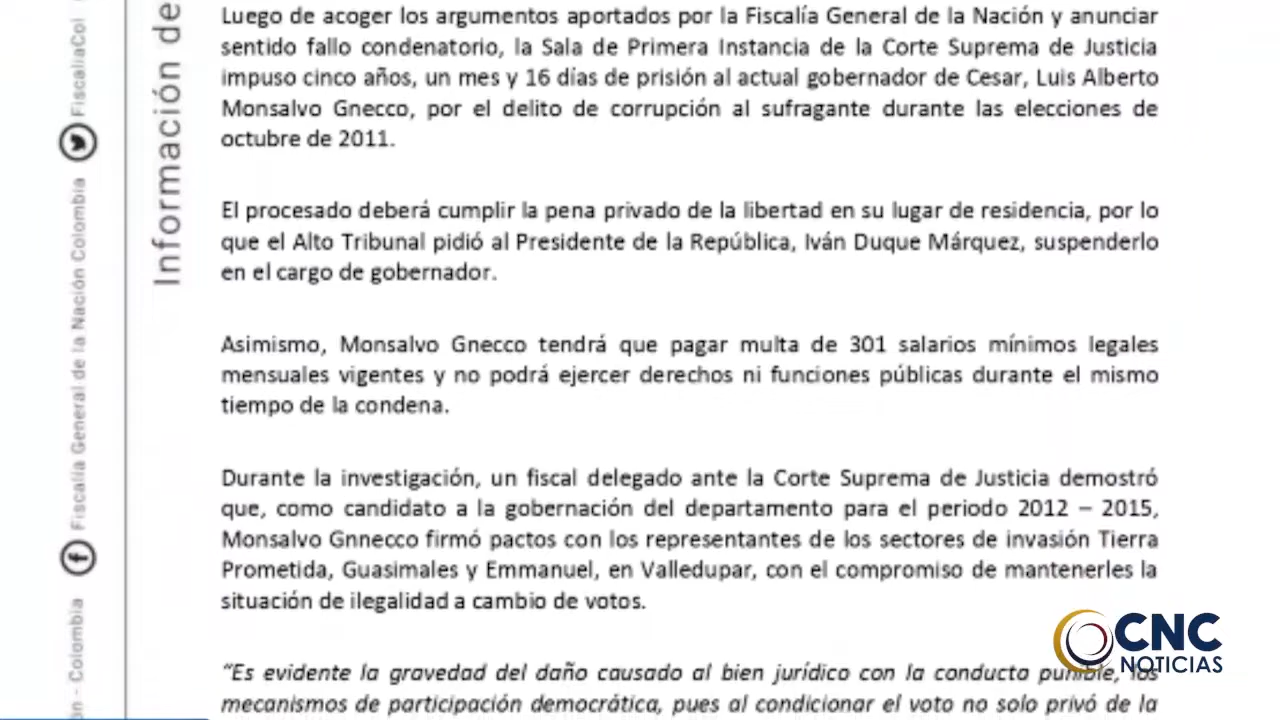 Luego de acoger los argumentos aportados por la Fiscalía General de la Nación y anunciar
sentido fallo condenatorio, la Sala de Primera Instancia de la Corte Suprema de Justicia
impuso cinco años, un mes y 16 días de prisión al actual gobernador de Cesar, Luis Alberto
Monsalvo Gnecco, por el delito de corrupción al sufragante durante las elecciones de
octubre de 2011.
El procesado deberá cumplir la pena privado de la libertad en su lugar de residencia, por lo
que el Alto Tribunal pidió al Presidente de la República, Iván Duque Márquez, suspenderlo
en el cargo de gobernador.
Asimismo, Monsalvo Gnecco tendrá que pagar multa de 301 salarios mínimos legales
mensuales vigentes y no podrá ejercer derechos ni funciones públicas durante el mismo
tiempo de la condena.
Durante la investigación, un fiscal delegado ante la Corte Suprema de Justicia demostró
que, como candidato a la gobernación del departamento para el periodo 2012 – 2015,
Monsalvo Gnnecco firmó pactos con los representantes de los sectores de invasión Tierra
Prometida, Guasimales y Emmanuel, en Valledupar, con el compromiso de mantenerles la
situación de ilegalidad a cambio de votos.
“Es evidente la gravedad del daño causado al bien jurídico con la conducta punible, los
mecanismos de participación democrática, pues al condicionar el voto no solo privó de la
Información de
FiscaliaCol
Fiscalía General de la Nación Colombia
ón - Colombia
CNC
NOTICIAS